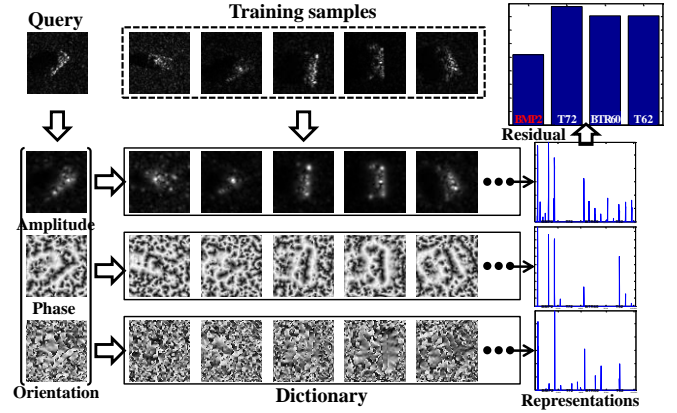 Query
Training samples
BMP2 T72 BTR60 T62
Residual
Amplitude
Phase
Orientation
Dictionary
Representations